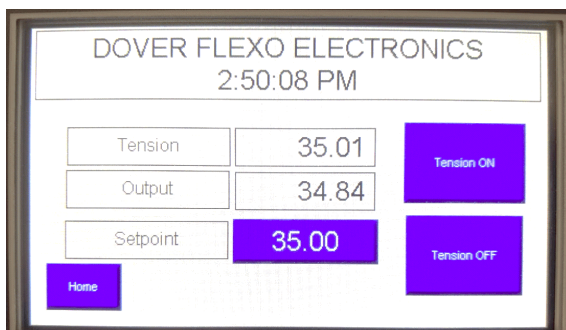 DOVER FLEXO ELECTRONICS
2:50:08 PM
Tension 35.01
Tension ON
Output 34.84
Setpoint 35.00
Tension OFF
Home